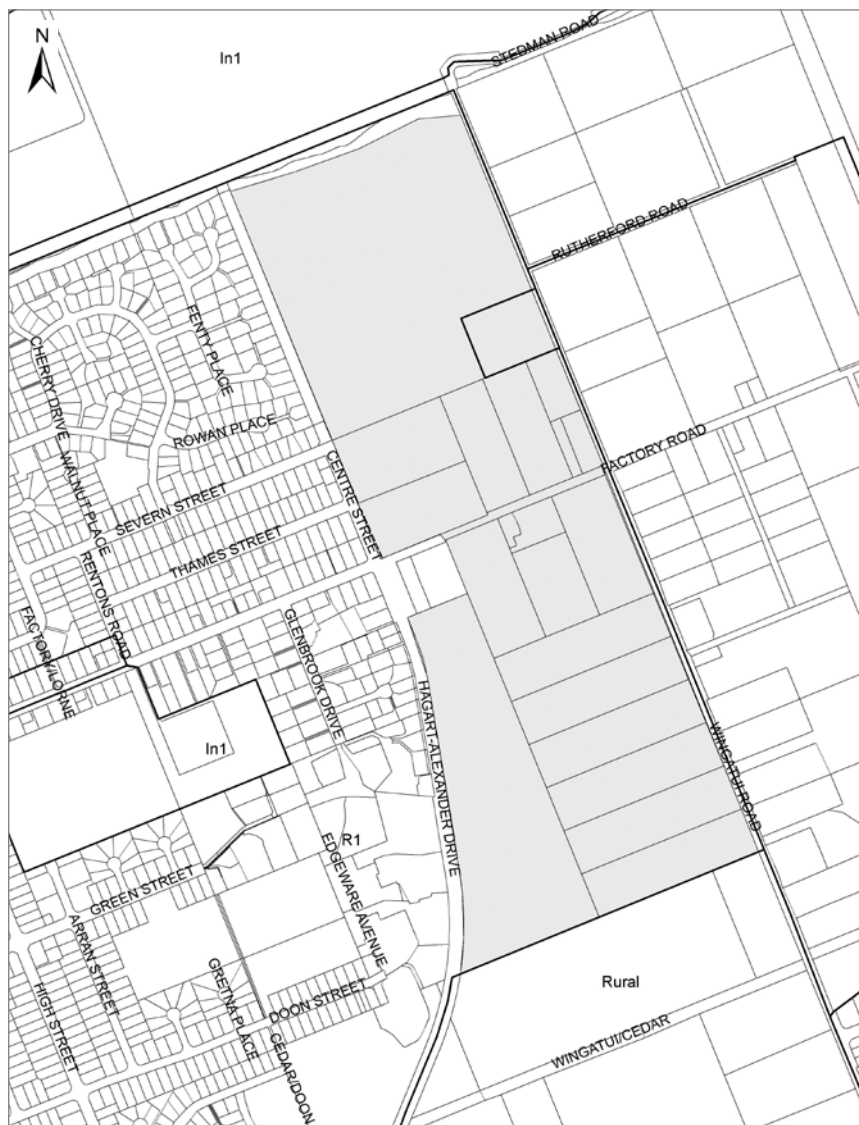 N
In1
STEDMAN ROAD
RUTHERFORD ROAD
FENTY PLACE
CHERRY DRIVE
ROWAN PLACE
WALNUT PLACE
SEVERN STREET
CENTRE STREET
FACTORY ROAD
THAMES STREET
RENTONS ROAD
FACTORY/LORNE
GLENBROOK DRIVE
HAGART-ALEXANDER DRIVE
In1
WINGATUI ROAD
R1
EDGEWARE AVENUE
GREEN STREET
ARRAN STREET
HIGH STREET
GRETNA PLACE
DOON STREET
Rural
CEDAR/DOON
WINGATUI/CEDAR